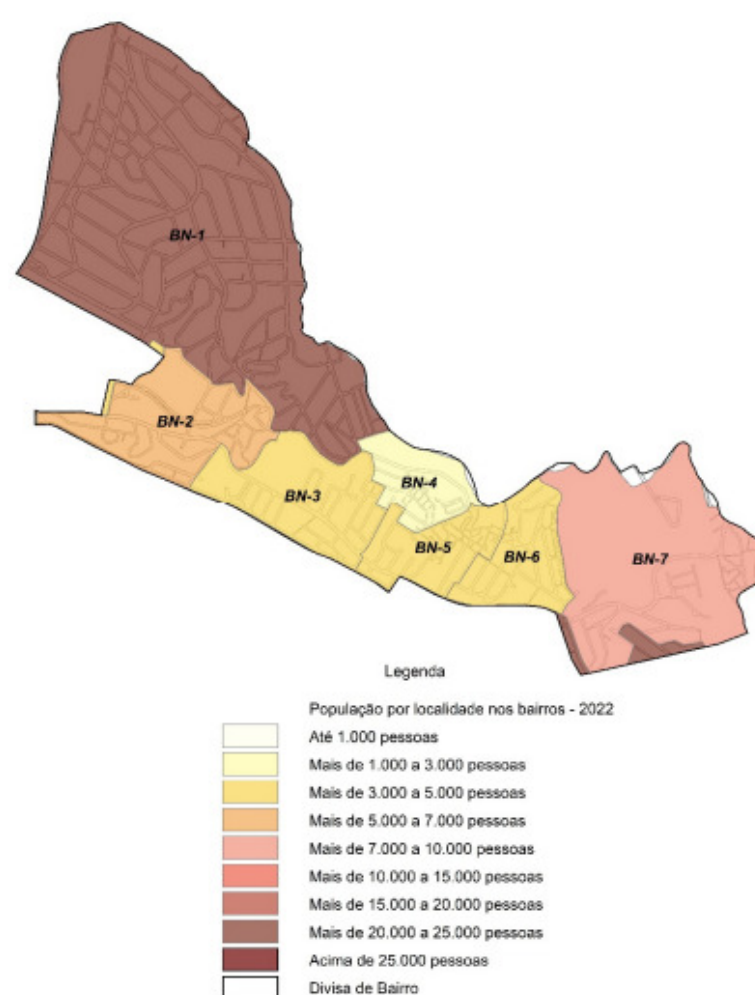 BN-1
BN-2
BN-3
BN-4
BN-5
BN-6
BN-7
Legenda
População por localidade nos bairros - 2022
Até 1.000 pessoas
Mais de 1.000 a 3.000 pessoas
Mais de 3.000 a 5.000 pessoas
Mais de 5.000 a 7.000 pessoas
Mais de 7.000 a 10.000 pessoas
Mais de 10.000 a 15.000 pessoas
Mais de 15.000 a 20.000 pessoas
Mais de 20.000 a 25.000 pessoas
Acima de 25.000 pessoas
Divisa de Bairro